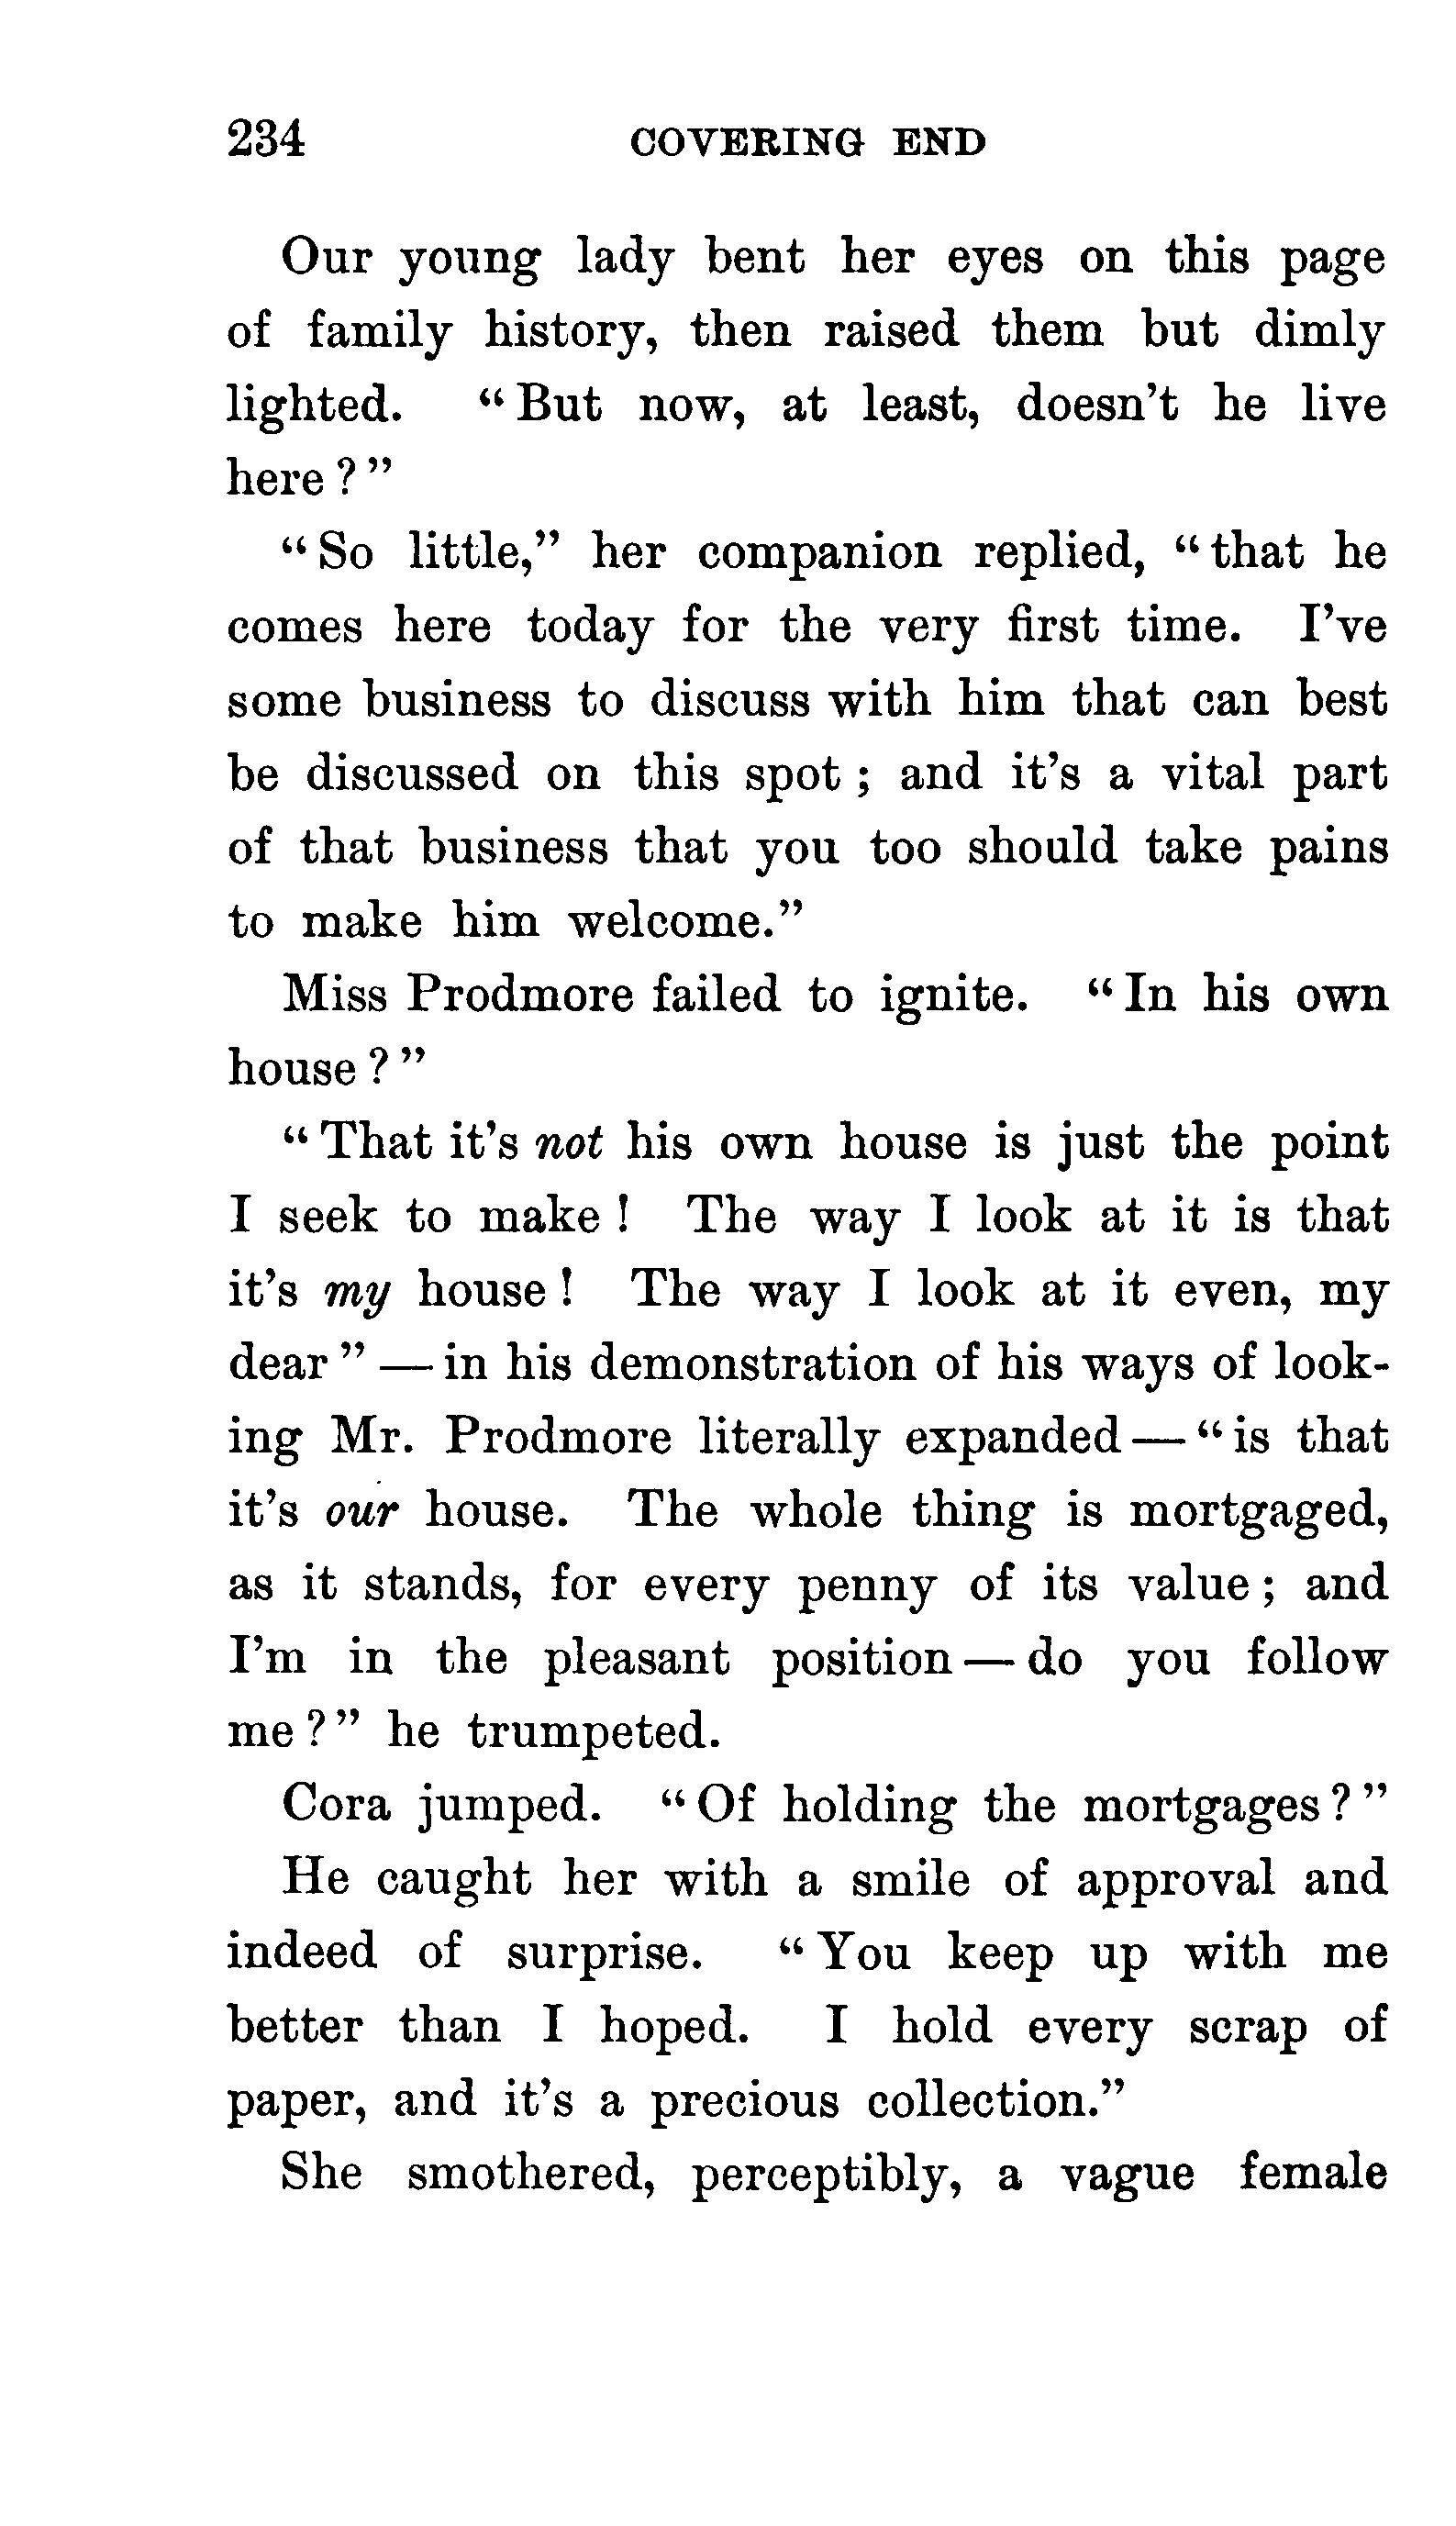 234 COVERING END
Our young lady bent her eyes on this page
of family history, then raised them but dimly
lighted. “But now, at least, doesn’t he live
here?”
“So little,” her companion replied, “that he
comes here today for the very first time. I’ve
some business to discuss with him that can best
be discussed on this spot; and it’s a vital part
of that business that you too should take pains
to make him welcome.”
Miss Prodmore failed to ignite. “In his own
house?”
“That it’s not his own house is just the point
I seek to make! The way I look at it is that
it’s my house! The way I look at it even, my
dear” — in his demonstration of his ways of look-
ing Mr. Prodmore literally expanded — “is that
it’s our house. The whole thing is mortgaged,
as it stands, for every penny of its value; and
I’m in the pleasant position — do you follow
me?” he trumpeted.
Cora jumped. “Of holding the mortgages?”
He caught her with a smile of approval and
indeed of surprise. “You keep up with me
better than I hoped. I hold every scrap of
paper, and it’s a precious collection.”
She smothered, perceptibly, a vague female